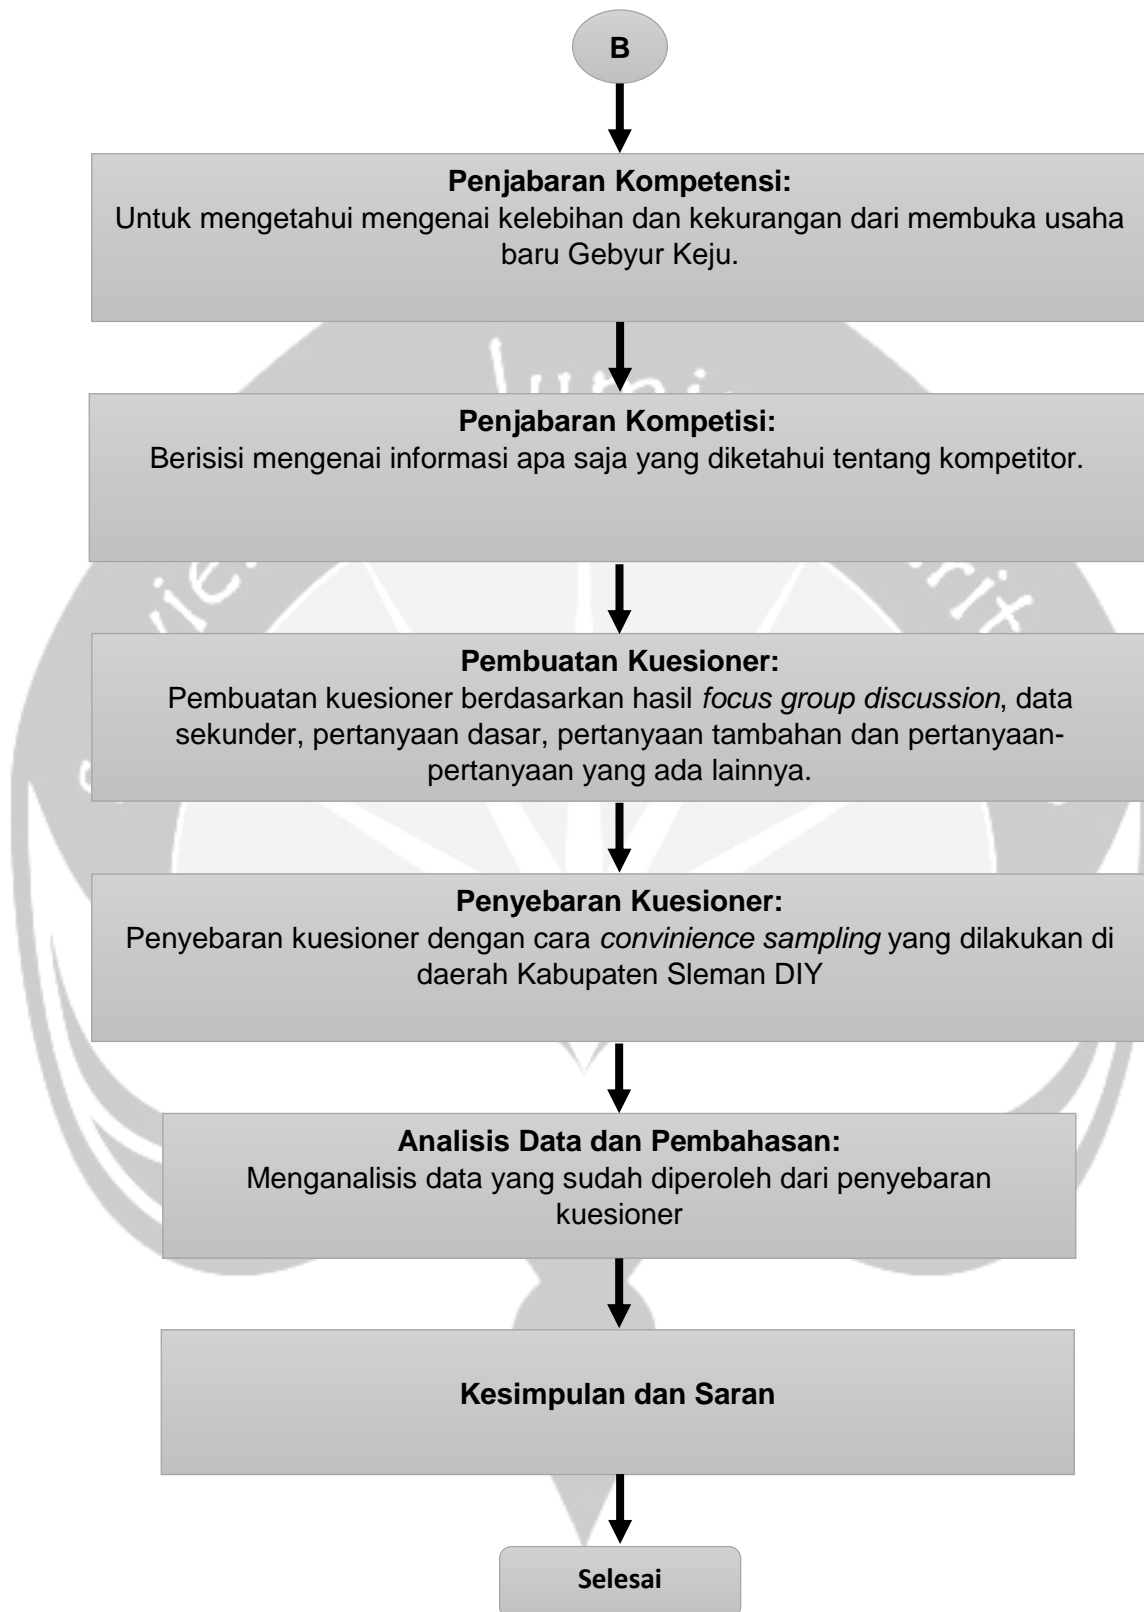 B
Penjabaran Kompetensi:
Untuk mengetahui mengenai kelebihan dan kekurangan dari membuka usaha
baru Gebyur Keju.
Penjabaran Kompetisi:
Berisisi mengenai informasi apa saja yang diketahui tentang kompetitor.
Pembuatan Kuesioner:
Pembuatan kuesioner berdasarkan hasil focus group discussion, data
sekunder, pertanyaan dasar, pertanyaan tambahan dan pertanyaan-
pertanyaan yang ada lainnya.
Penyebaran Kuesioner:
Penyebaran kuesioner dengan cara convinience sampling yang dilakukan di
daerah Kabupaten Sleman DIY
Analisis Data dan Pembahasan:
Menganalisis data yang sudah diperoleh dari penyebaran
kuesioner
Kesimpulan dan Saran
Selesai